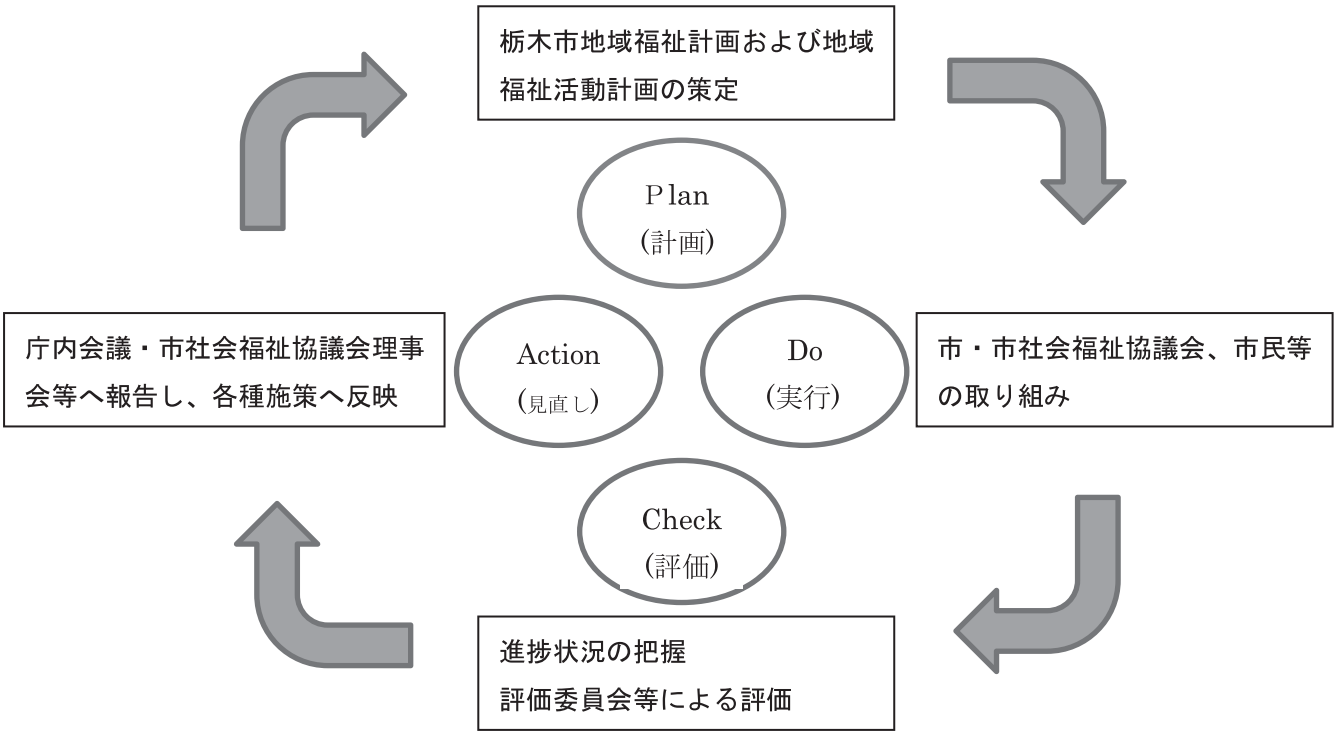 栃木市地域福祉計画および地域
福祉活動計画の策定
Ｐlan
(計画)
Action
(見直し)
Do
(実行)
庁内会議・市社会福祉協議会理事
会等へ報告し、各種施策へ反映
市・市社会福祉協議会、市民等
の取り組み
Check
(評価)
進捗状況の把握
評価委員会等による評価